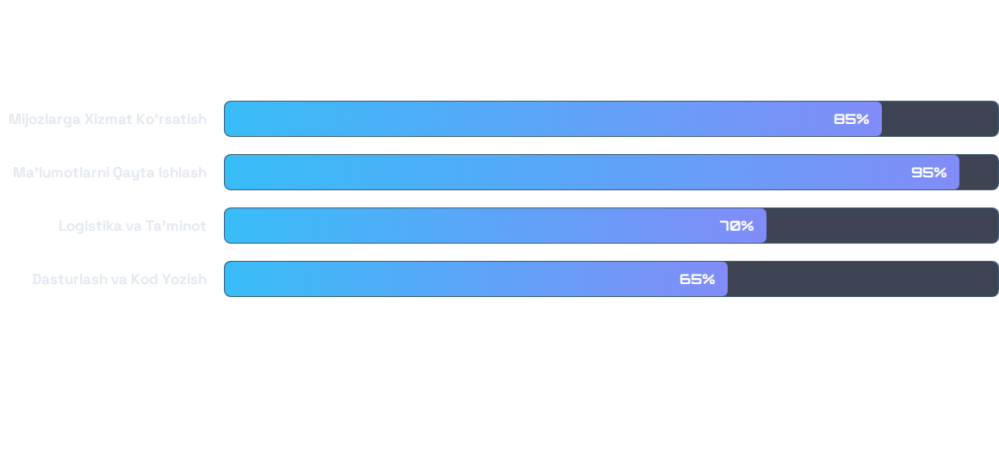 Mijozlarga Xizmat Ko'rsatish 85%
Ma'lumotlarni Qayta Ishlash 95%
Logistika va Ta'minot 70%
Dasturlash va Kod Yozish 65%